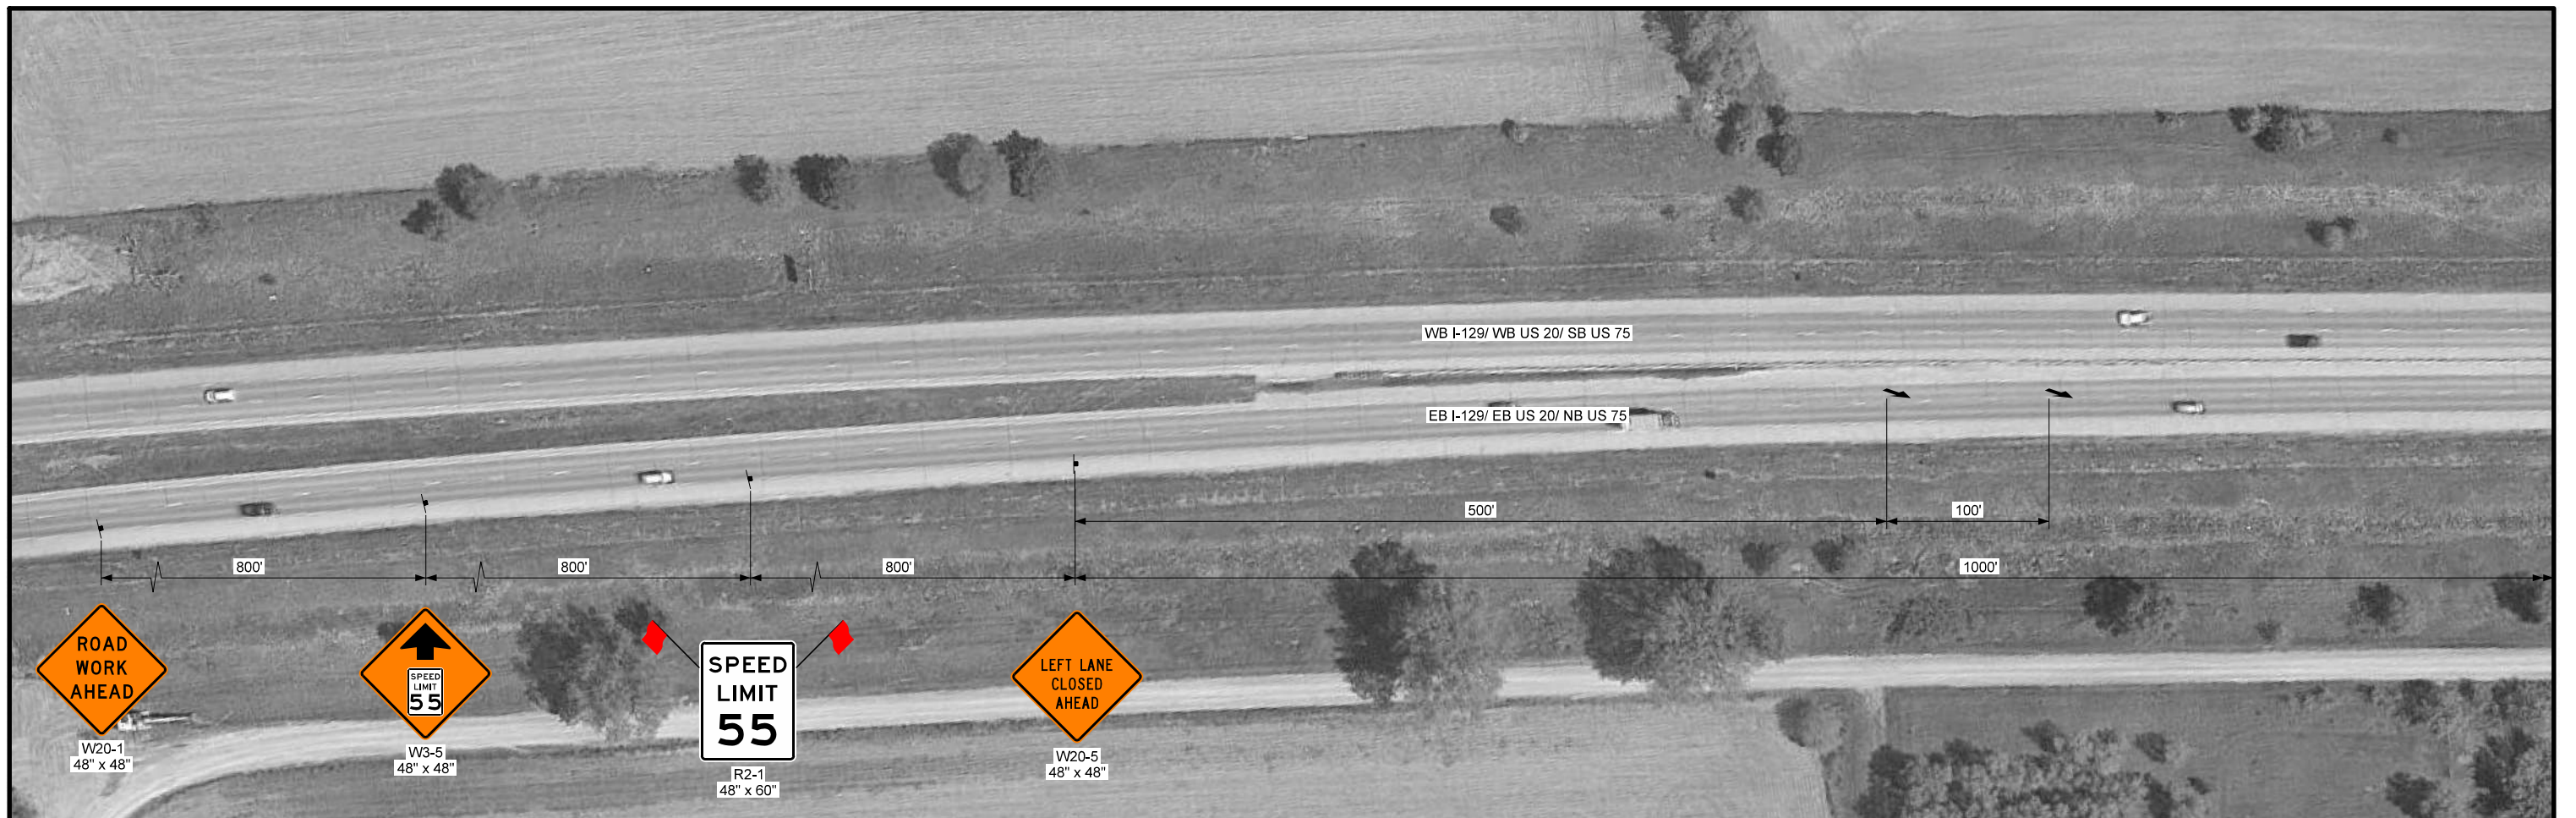 WB I-129/ WB US 20/ SB US 75
EB I-129/ EB US 20/ NB US 75
500'
100'
800'
800'
800'
1000'
ROAD
WORK
AHEAD
W20-1
48" x 48"
SPEED
LIMIT
55
W3-5
48" x 48"
SPEED
LIMIT
55
R2-1
48" x 60"
LEFT LANE
CLOSED
AHEAD
W20-5
48" x 48"